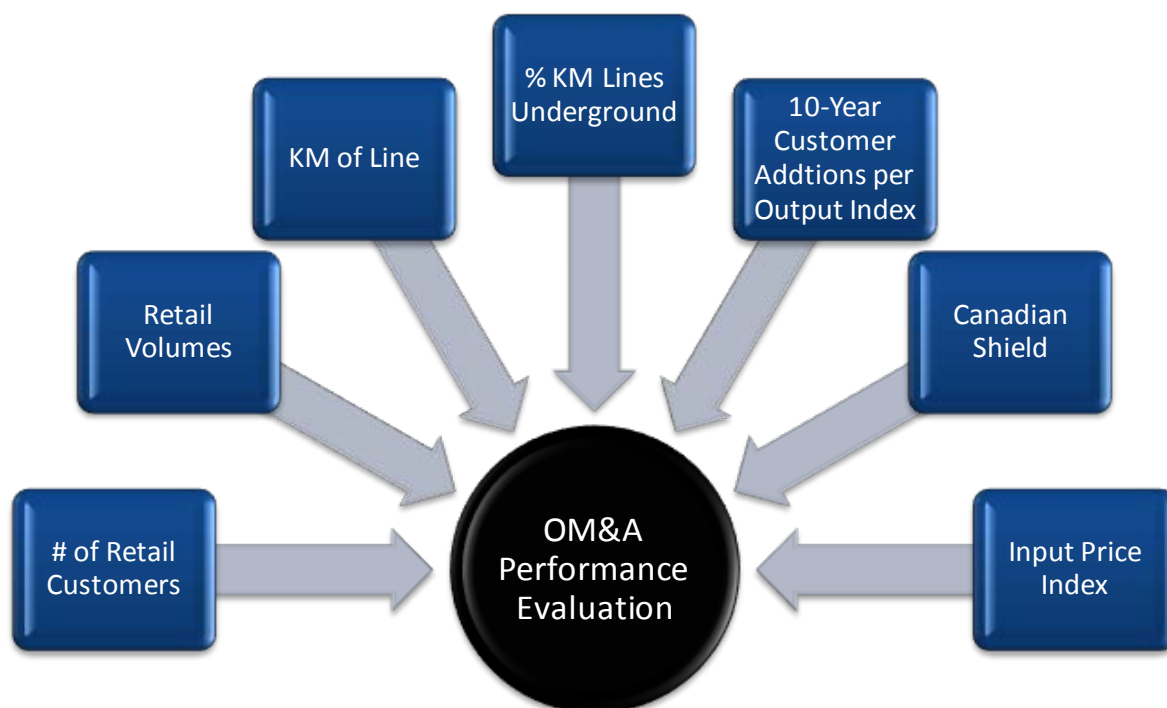 # of Retail
Customers
Retail
Volumes
KM of Line
% KM Lines
Underground
10-Year
Customer
Addtions per
Output Index
Canadian
Shield
Input Price
Index
OM&A
Performance
Evaluation